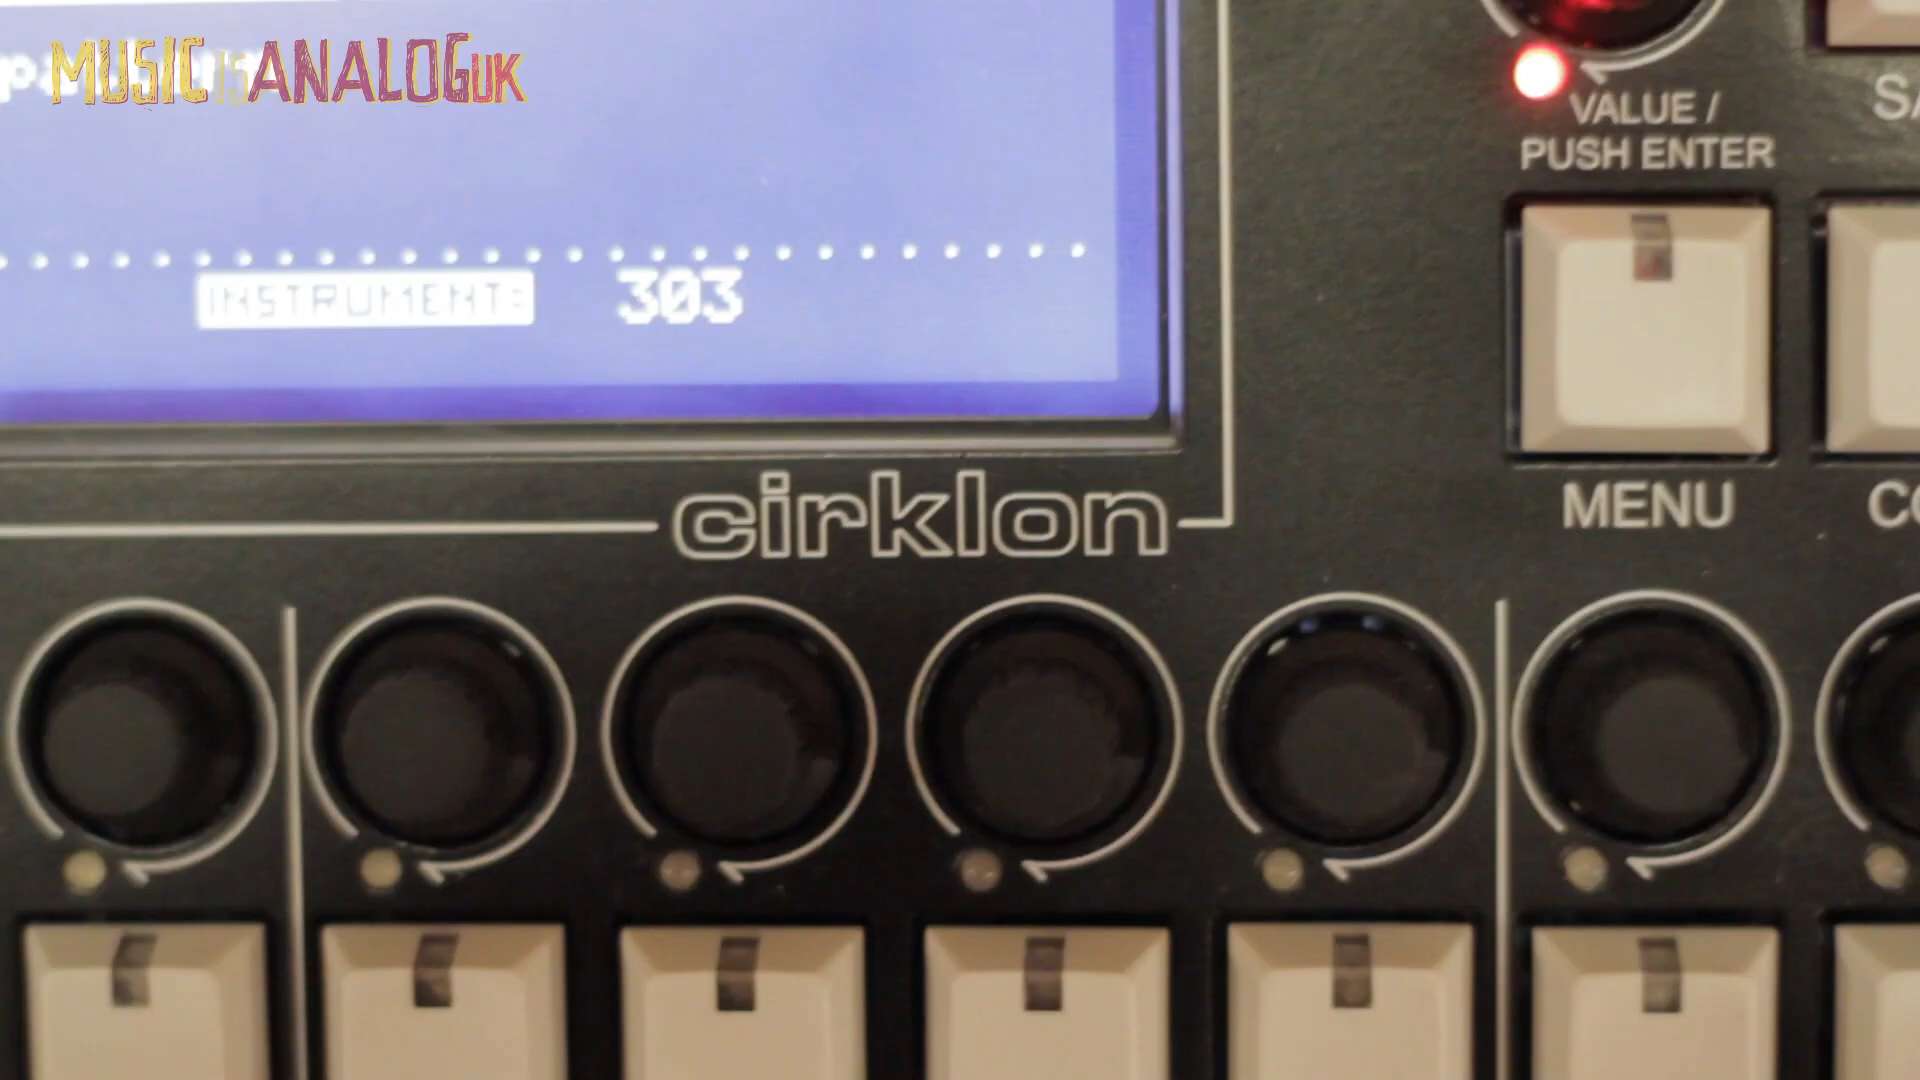 MUSIC IS ANALOG UK
VALUE /
PUSH ENTER
INSTRUMENT: 303
cirklon
MENU